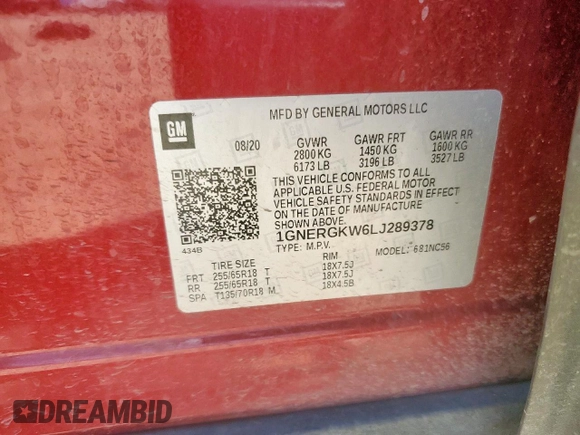 MFD BY GENERAL MOTORS LLC
GM
08/20 GVWR GAWR FRT GAWR RR
2800 KG 1450 KG 1600 KG
6173 LB 3196 LB 3527 LB
THIS VEHICLE CONFORMS TO ALL
APPLICABLE U.S. FEDERAL MOTOR
VEHICLE SAFETY STANDARDS IN EFFECT
ON THE DATE OF MANUFACTURE
SHOWN ABOVE.
1GNERGKW6LJ289378
434B TYPE: M.P.V. MODEL: 681NC56
TIRE SIZE RIM
FRT 255/65R18 T 18X7.5J
RR 255/65R18 T 18X7.5J
SPA T135/70R18 M 18X4.5B
DREAMBID